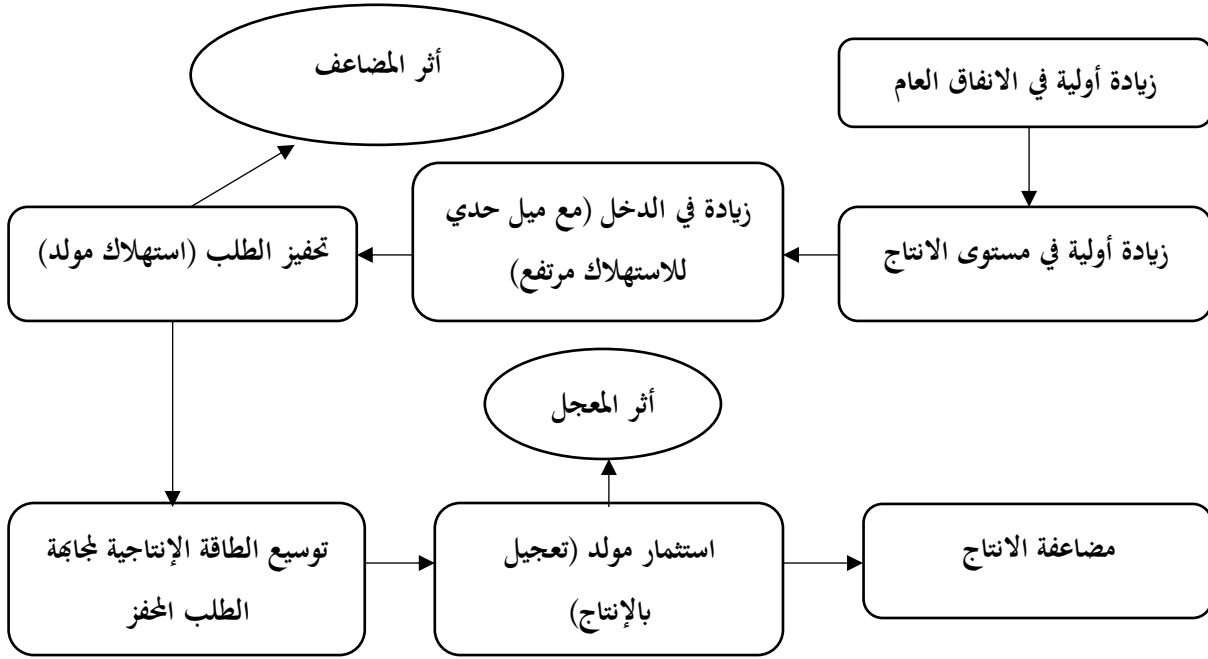 أثر المضاعف
زيادة أولية في الانفاق العام
زيادة أولية في مستوى الانتاج
زيادة في الدخل (مع ميل حدي
للاستهلاك مرتفع)
تحفيز الطلب (استهلاك مولد)
أثر المعجل
توسيع الطاقة الإنتاجية لمجابهة
الطلب المحفز
استثمار مولد (تعجيل
بالإنتاج)
مضاعفة الانتاج